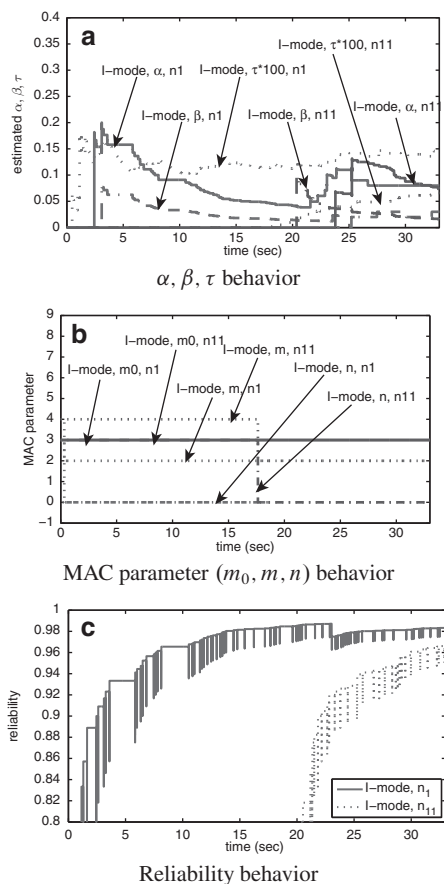 a
0.4
0.35
0.3
0.25
0.2
0.15
0.1
0.05
0
estimated α, β, τ
I−mode, α, n1
I−mode, β, n1
I−mode, τ*100, n1
I−mode, τ*100, n11
I−mode, β, n11
I−mode, α, n11
5 10 15 20 25 30
time (sec)
α, β, τ behavior
b
9
8
7
6
5
4
3
2
1
0
−1
MAC parameter
I−mode, m0, n1
I−mode, m0, n11
I−mode, m, n11
I−mode, m, n1
I−mode, n, n1
I−mode, n, n11
5 10 15 20 25 30
time (sec)
MAC parameter (m0, m, n) behavior
c
1
0.98
0.96
0.94
0.92
0.9
0.88
0.86
0.84
0.82
0.8
reliability
I−mode, n1
I−mode, n11
0 5 10 15 20 25 30
time (sec)
Reliability behavior